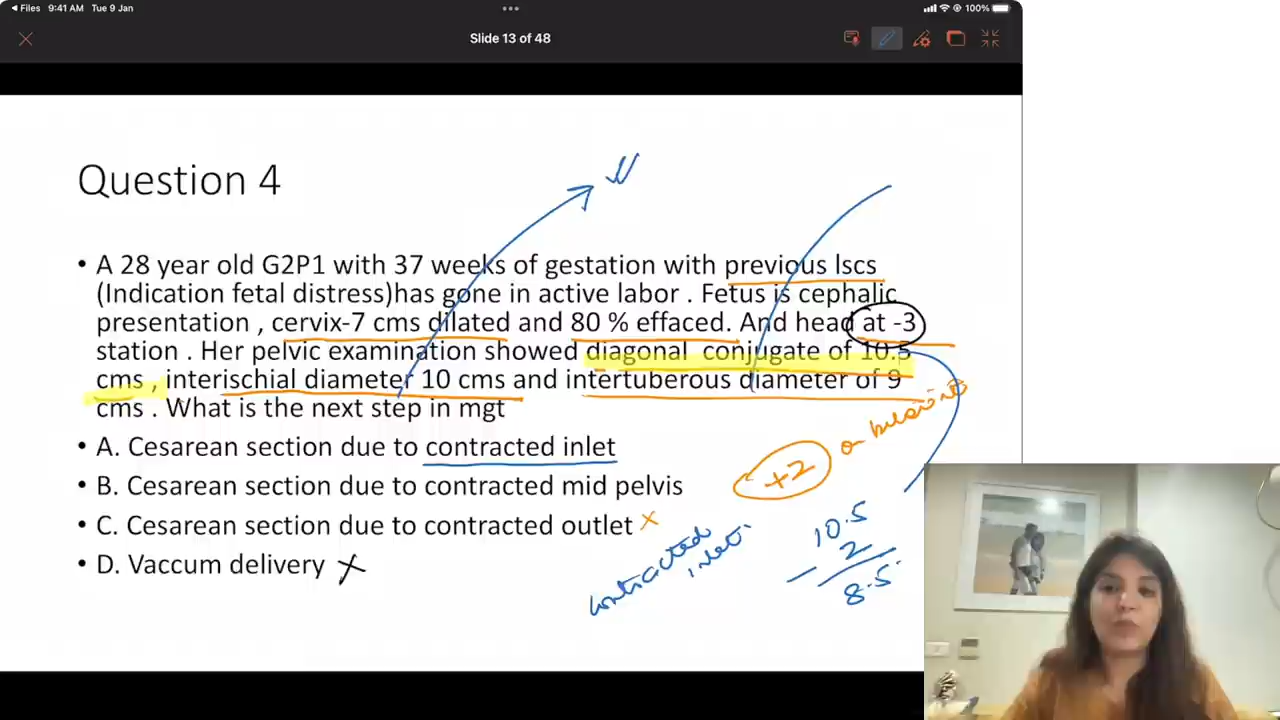 Files 9:41 AM Tue 9 Jan 100%
Slide 13 of 48
Question 4
• A 28 year old G2P1 with 37 weeks of gestation with previous lscs
(Indication fetal distress)has gone in active labor . Fetus is cephalic
presentation , cervix-7 cms dilated and 80 % effaced. And head at -3
station . Her pelvic examination showed diagonal conjugate of 10.5
cms , interischial diameter 10 cms and intertuberous diameter of 9
cms . What is the next step in mgt
• A. Cesarean section due to contracted inlet
• B. Cesarean section due to contracted mid pelvis
• C. Cesarean section due to contracted outlet
• D. Vaccum delivery
+2 or
contracted
inlet
10.5
2
8.5